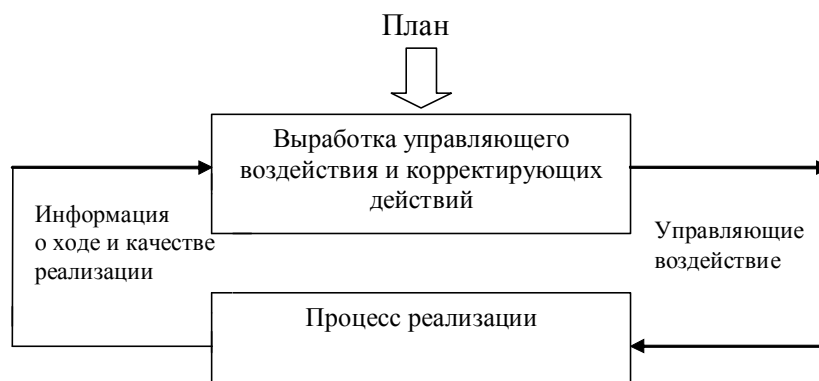 План
Выработка управляющего
воздействия и корректирующих
действий
Информация
о ходе и качестве
реализации
Управляющие
воздействие
Процесс реализации